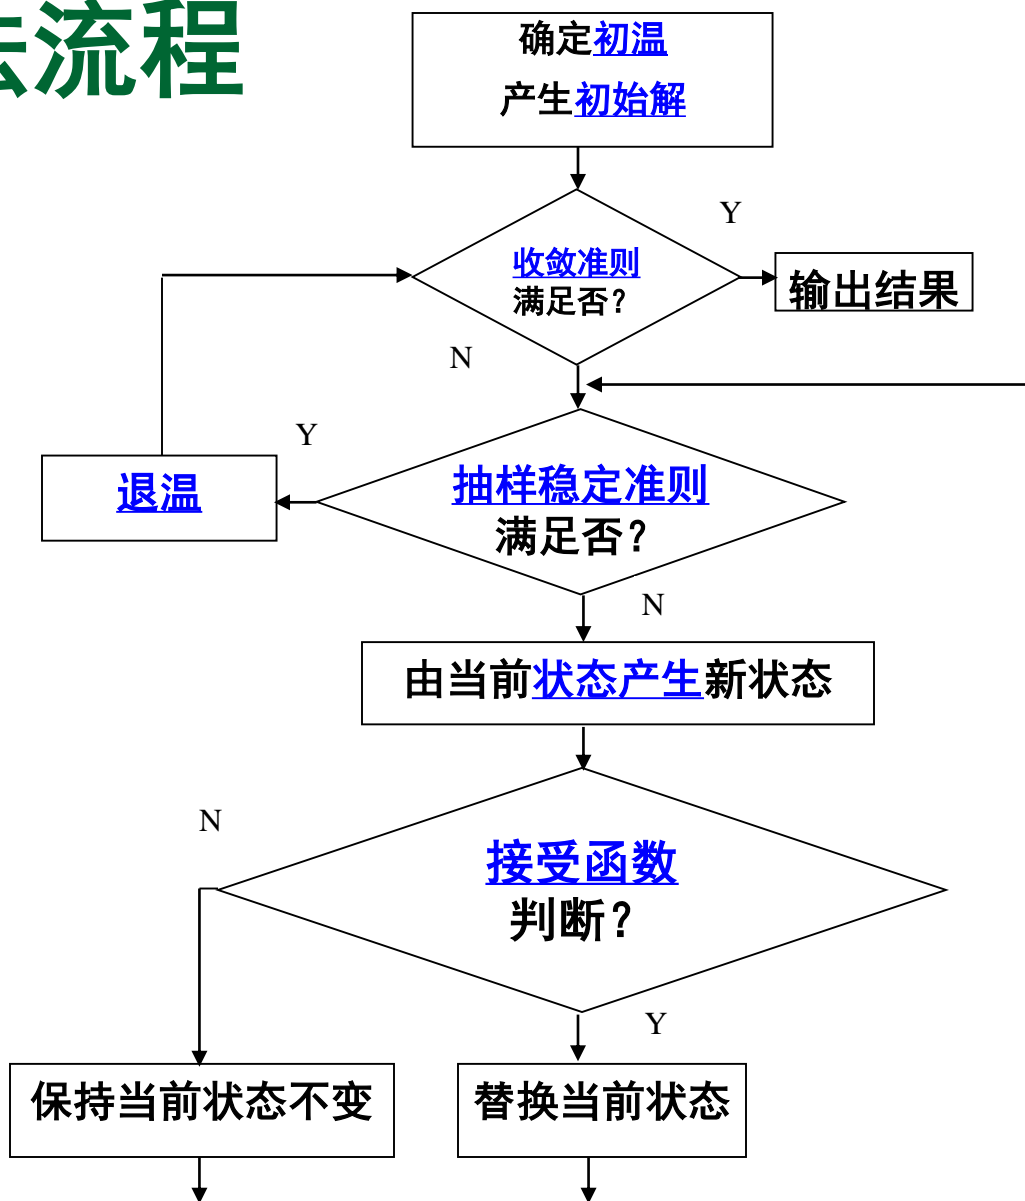 流程
确定初温
产生初始解
Y
收敛准则
满足否？
输出结果
N
Y
退温
抽样稳定准则
满足否？
N
由当前状态产生新状态
N
接受函数
判断？
Y
保持当前状态不变
替换当前状态